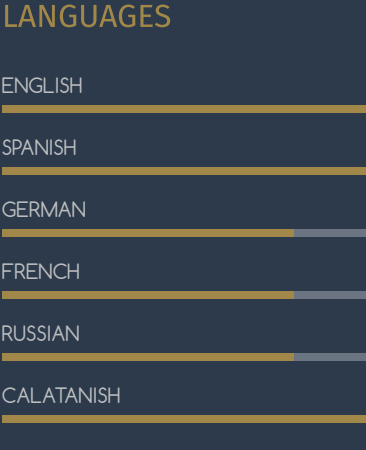 LANGUAGES
ENGLISH
SPANISH
GERMAN
FRENCH
RUSSIAN
CALATANISH